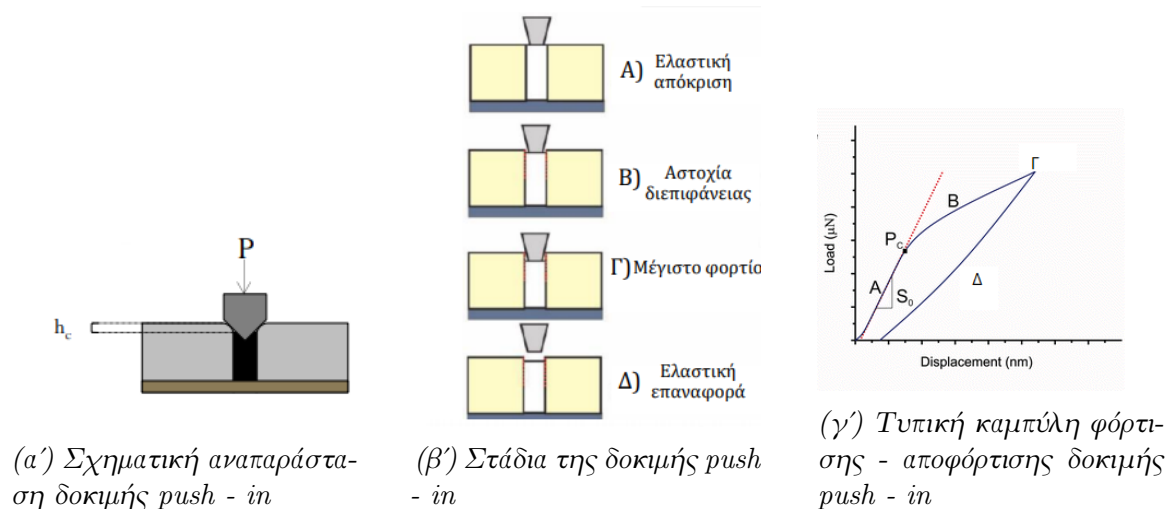 P
h_c
(α΄) Σχηματική αναπαράστα-
ση δοκιμής push - in
Α) Ελαστική
απόκριση
Β) Αστοχία
διεπιφάνειας
Γ) Μέγιστο φορτίο
Δ) Ελαστική
επαναφορά
(β΄) Στάδια της δοκιμής push
- in
Load (μN)
Γ
B
P_C
A
S_0
Δ
Displacement (nm)
(γ΄) Τυπική καμπύλη φόρτι-
σης - αποφόρτισης δοκιμής
push - in